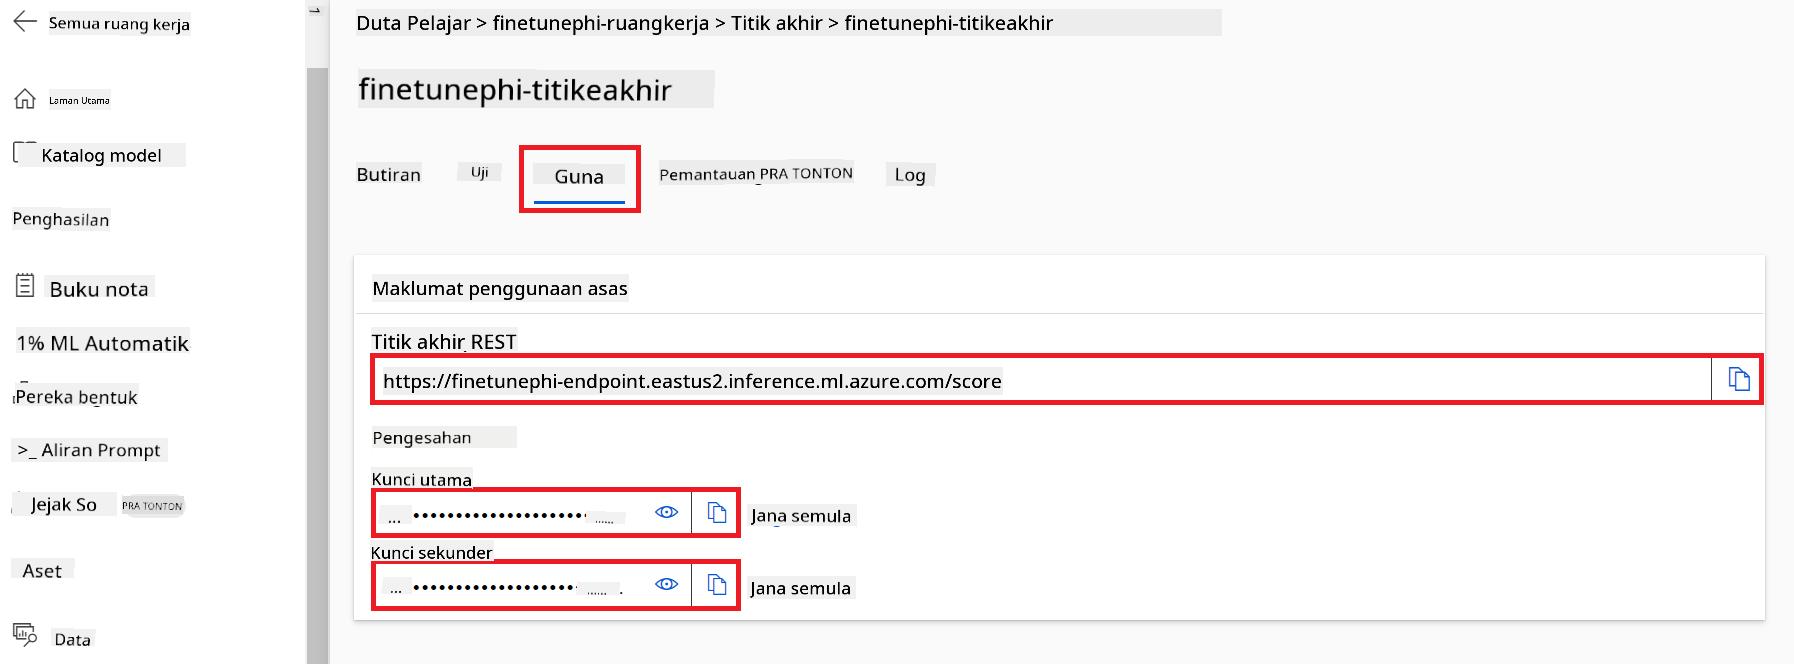 Semua ruang kerja
Laman Utama
Katalog model
Penghasilan
Buku nota
1% ML Automatik
Pereka bentuk
>_ Aliran Prompt
Jejak So PRA TONTON
Aset
Data
Duta Pelajar > finetunephi-ruangkerja > Titik akhir > finetunephi-titikeakhir
finetunephi-titikeakhir
Butiran Uji Guna Pemantauan PRA TONTON Log
Maklumat penggunaan asas
Titik akhir REST
https://finetunephi-endpoint.eastus2.inference.ml.azure.com/score
Pengesahan
Kunci utama
Jana semula
Kunci sekunder
Jana semula